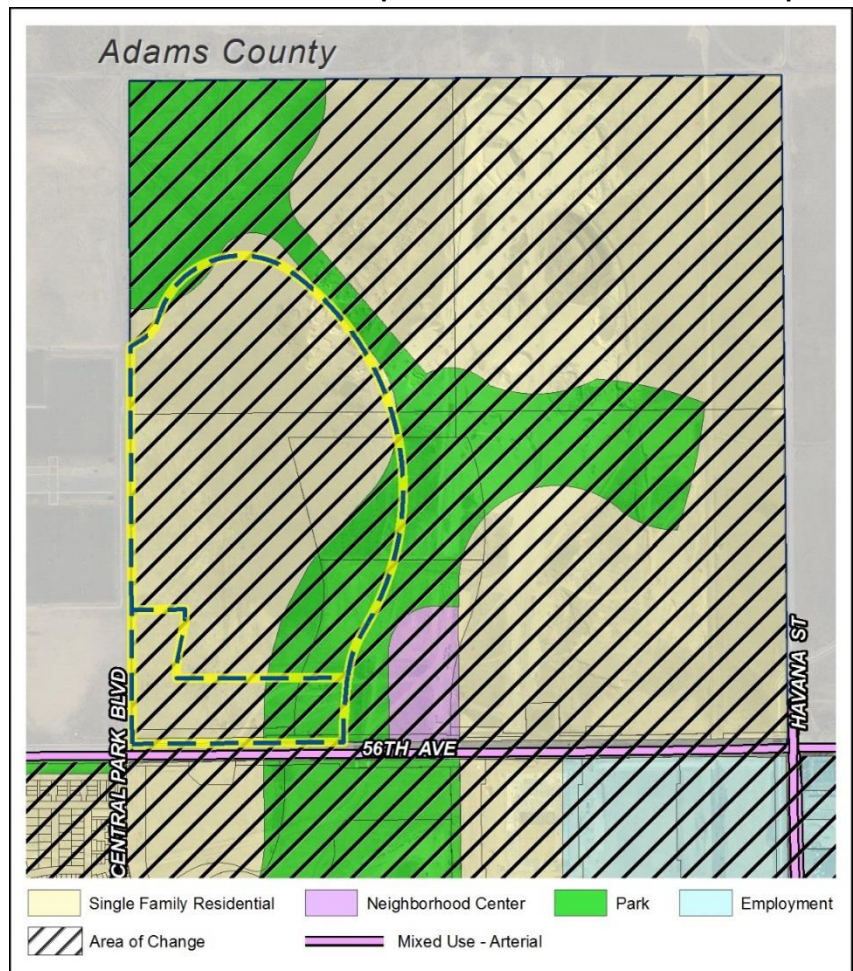 Adams County
CENTRAL PARK BLVD
56TH AVE
HAVANA ST
Single Family Residential
Neighborhood Center
Park
Employment
Area of Change
Mixed Use - Arterial